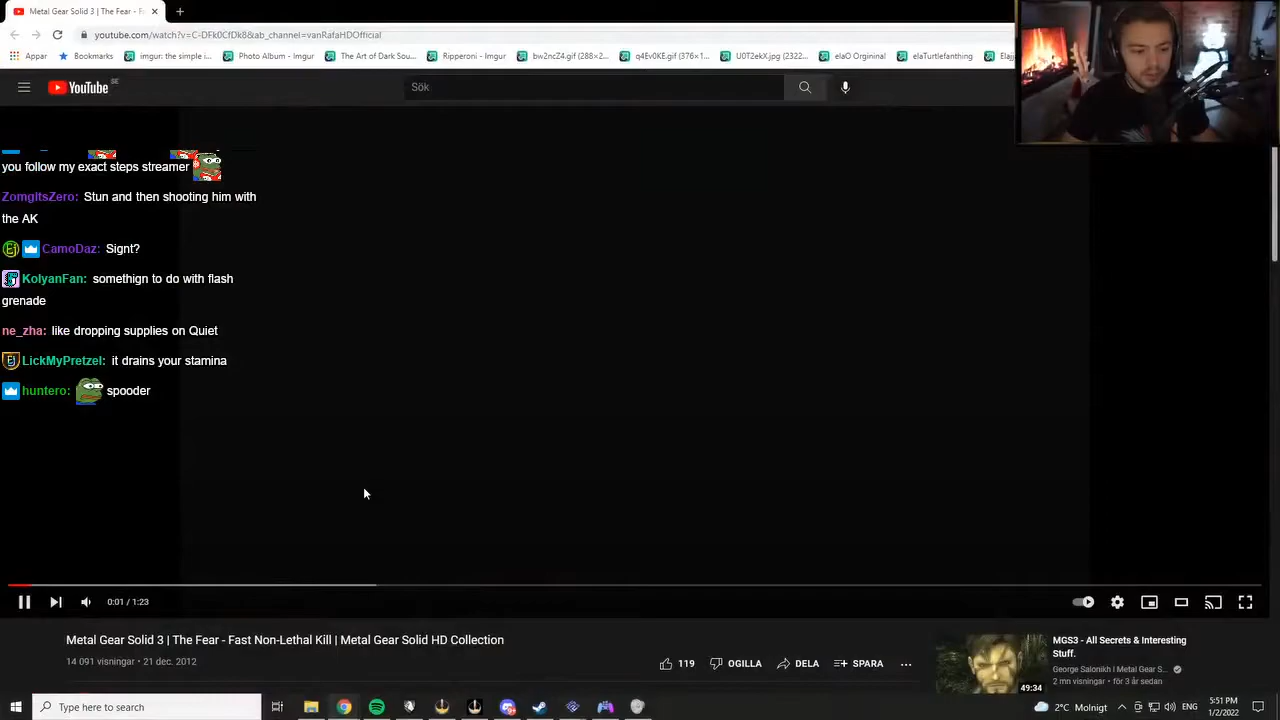 Metal Gear Solid 3 | The Fear - F
youtube.com/watch?v=C-DFk0CfDk8&ab_channel=vanRafaHDOfficial
Appar Bookmarks imgur: the simple i... Photo Album - Imgur The Art of Dark Sou... Ripperoni - Imgur bw2ncZ4.gif (288×2... q4Ev0KE.gif (376×1... U0T2ekX.jpg (2322... elaO Orgininal elaTurtlefanthing
YouTube SE Sök
you follow my exact steps streamer
ZomgItsZero: Stun and then shooting him with
the AK
CamoDaz: Signt?
KolyanFan: somethign to do with flash
grenade
ne_zha: like dropping supplies on Quiet
LickMyPretzel: it drains your stamina
huntero: spooder
0:01 / 1:23
Metal Gear Solid 3 | The Fear - Fast Non-Lethal Kill | Metal Gear Solid HD Collection
14 091 visningar • 21 dec. 2012
119 OGILLA DELA SPARA ...
MGS3 - All Secrets & Interesting
Stuff.
George Salonikh l Metal Gear S...
2 mn visningar • för 3 år sedan
49:34
Type here to search
2°C Molnigt ENG
5:51 PM
1/2/2022